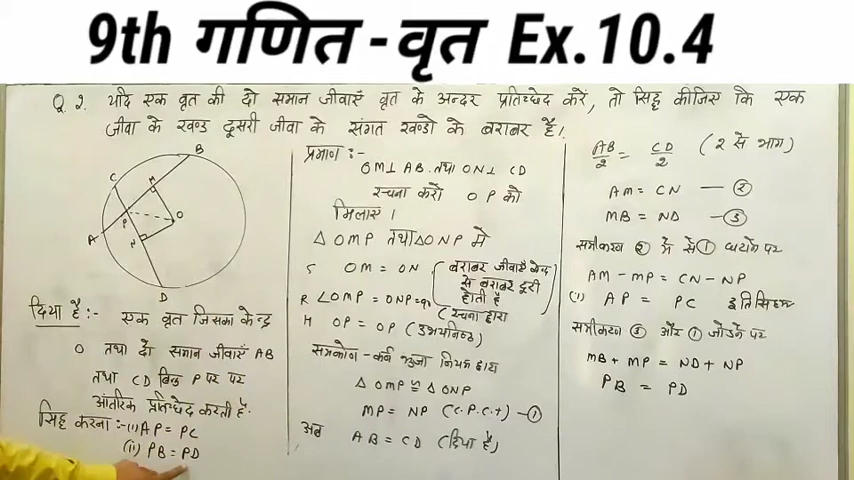 9th गणित - वृत Ex.10.4
Q.2. यदि एक वृत की दो समान जीवाएँ वृत के अन्दर प्रतिच्छेद करें, तो सिद्ध कीजिए कि एक
जीवा के खण्ड दूसरी जीवा के संगत खण्डो के बराबर है।
B
C
M
P
O
A
N
D
दिया है :- एक वृत जिसका केन्द्र
O तथा दो समान जीवाएँ AB
तथा CD बिन्दु P पर पर
आंतरिक प्रतिच्छेद करती है.
सिद्ध करना :- (i) AP = PC
(ii) PB = PD
प्रमाण :-
OM⊥ AB. तथा ON⊥ CD
रचना करो OP को
मिलाए।
△ OMP तथा △ONP में
S OM = ON { बराबर जीवाएँ केन्द्र
से बराबर दूरी
होती है
R ∠OMP = ONP =
(रचना द्वारा
H OP = OP (उभयनिष्ठ)
समकोण - कर्ण भुजा नियम द्वारा
△ OMP ≅ △ ONP
MP = NP (C.P.C.T) — ①
अब AB = CD (दिया है)
AB/2 = CD/2 (2 से भाग)
AM = CN — ②
MB = ND — ③
समीकरण ② में से ① घटाने पर
AM - MP = CN - NP
(i) AP = PC इतिसिद्धम
समीकरण ③ और ① जोडने पर
MB + MP = ND + NP
PB = PD